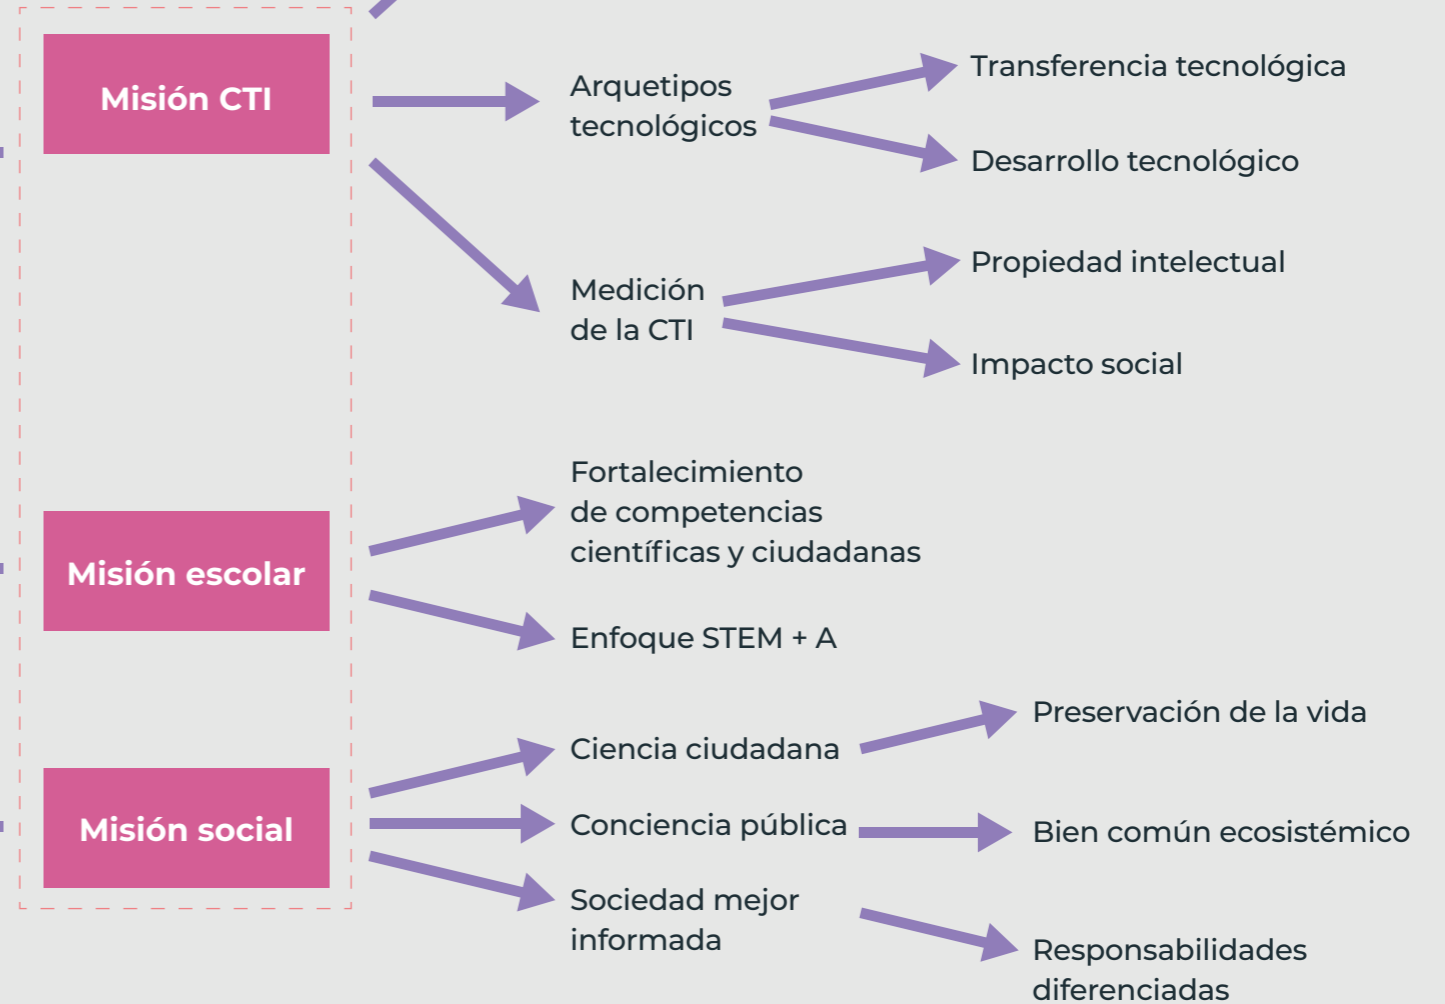 Misión CTI
Arquetipos
tecnológicos
Transferencia tecnológica
Desarrollo tecnológico
Medición
de la CTI
Propiedad intelectual
Impacto social
Misión escolar
Fortalecimiento
de competencias
científicas y ciudadanas
Enfoque STEM + A
Misión social
Ciencia ciudadana
Preservación de la vida
Conciencia pública
Bien común ecosistémico
Sociedad mejor
informada
Responsabilidades
diferenciadas